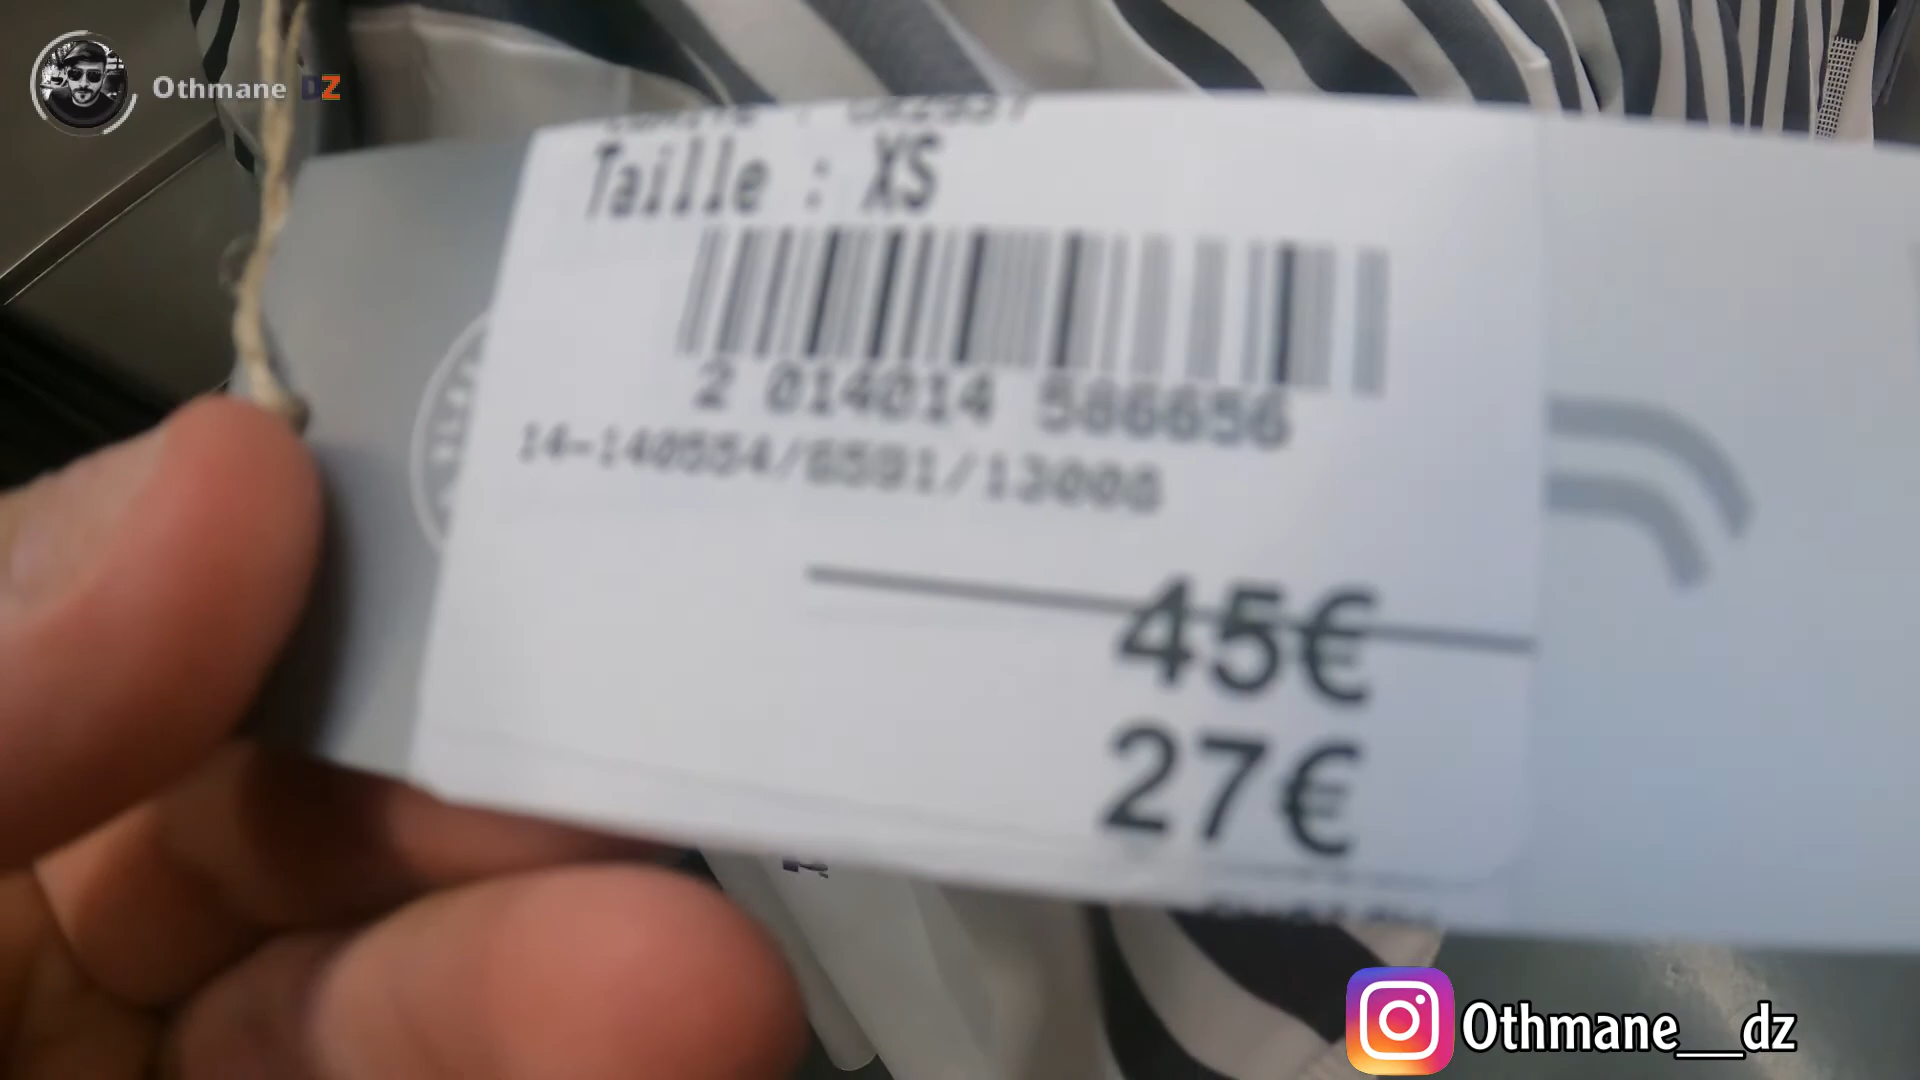 Othmane DZ
Taille : XS
2 014014 586656
14-140554/6591/13000
45€
27€
Othmane__dz